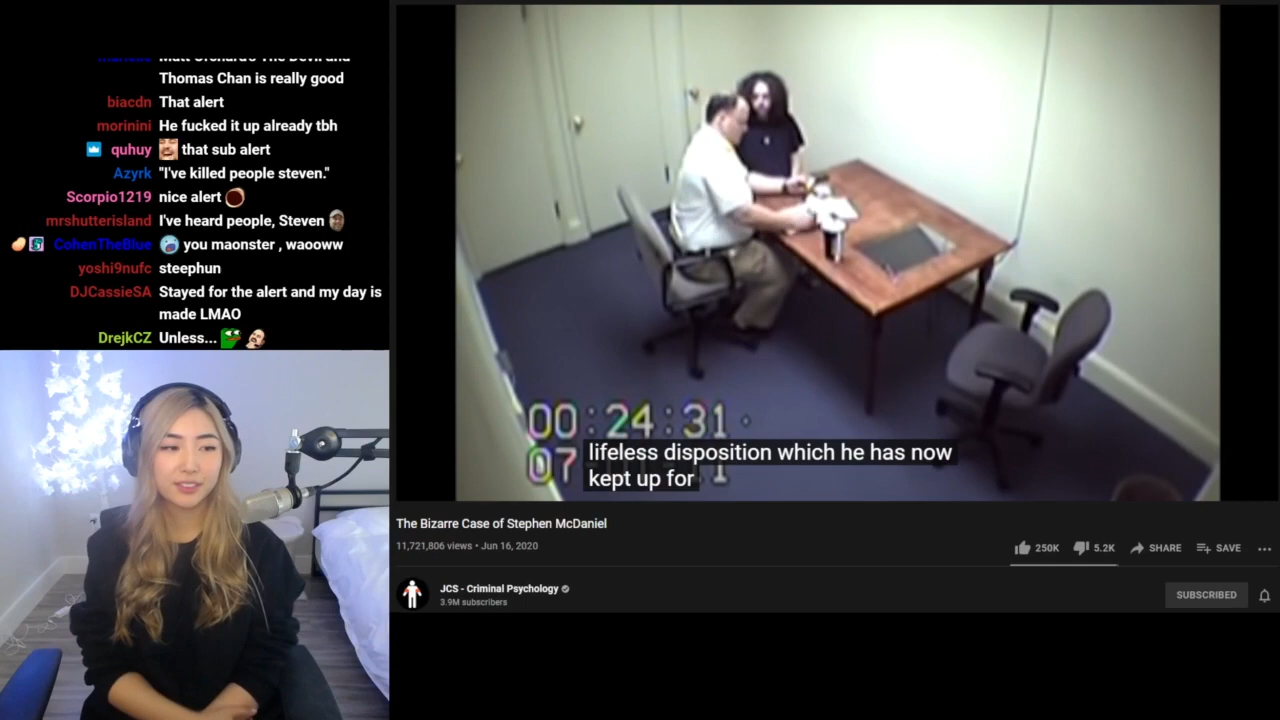 Thomas Chan is really good
biacdn That alert
morinini He fucked it up already tbh
quhuy that sub alert
Azyrk "I've killed people steven."
Scorpio1219 nice alert
mrshutterisland I've heard people, Steven
CohenTheBlue you maonster , waooww
yoshi9nufc steephun
DJCassieSA Stayed for the alert and my day is
made LMAO
DrejkCZ Unless...
00:24:31
07
lifeless disposition which he has now
kept up for
The Bizarre Case of Stephen McDaniel
11,721,806 views • Jun 16, 2020
250K 5.2K SHARE SAVE
JCS - Criminal Psychology
3.9M subscribers
SUBSCRIBED